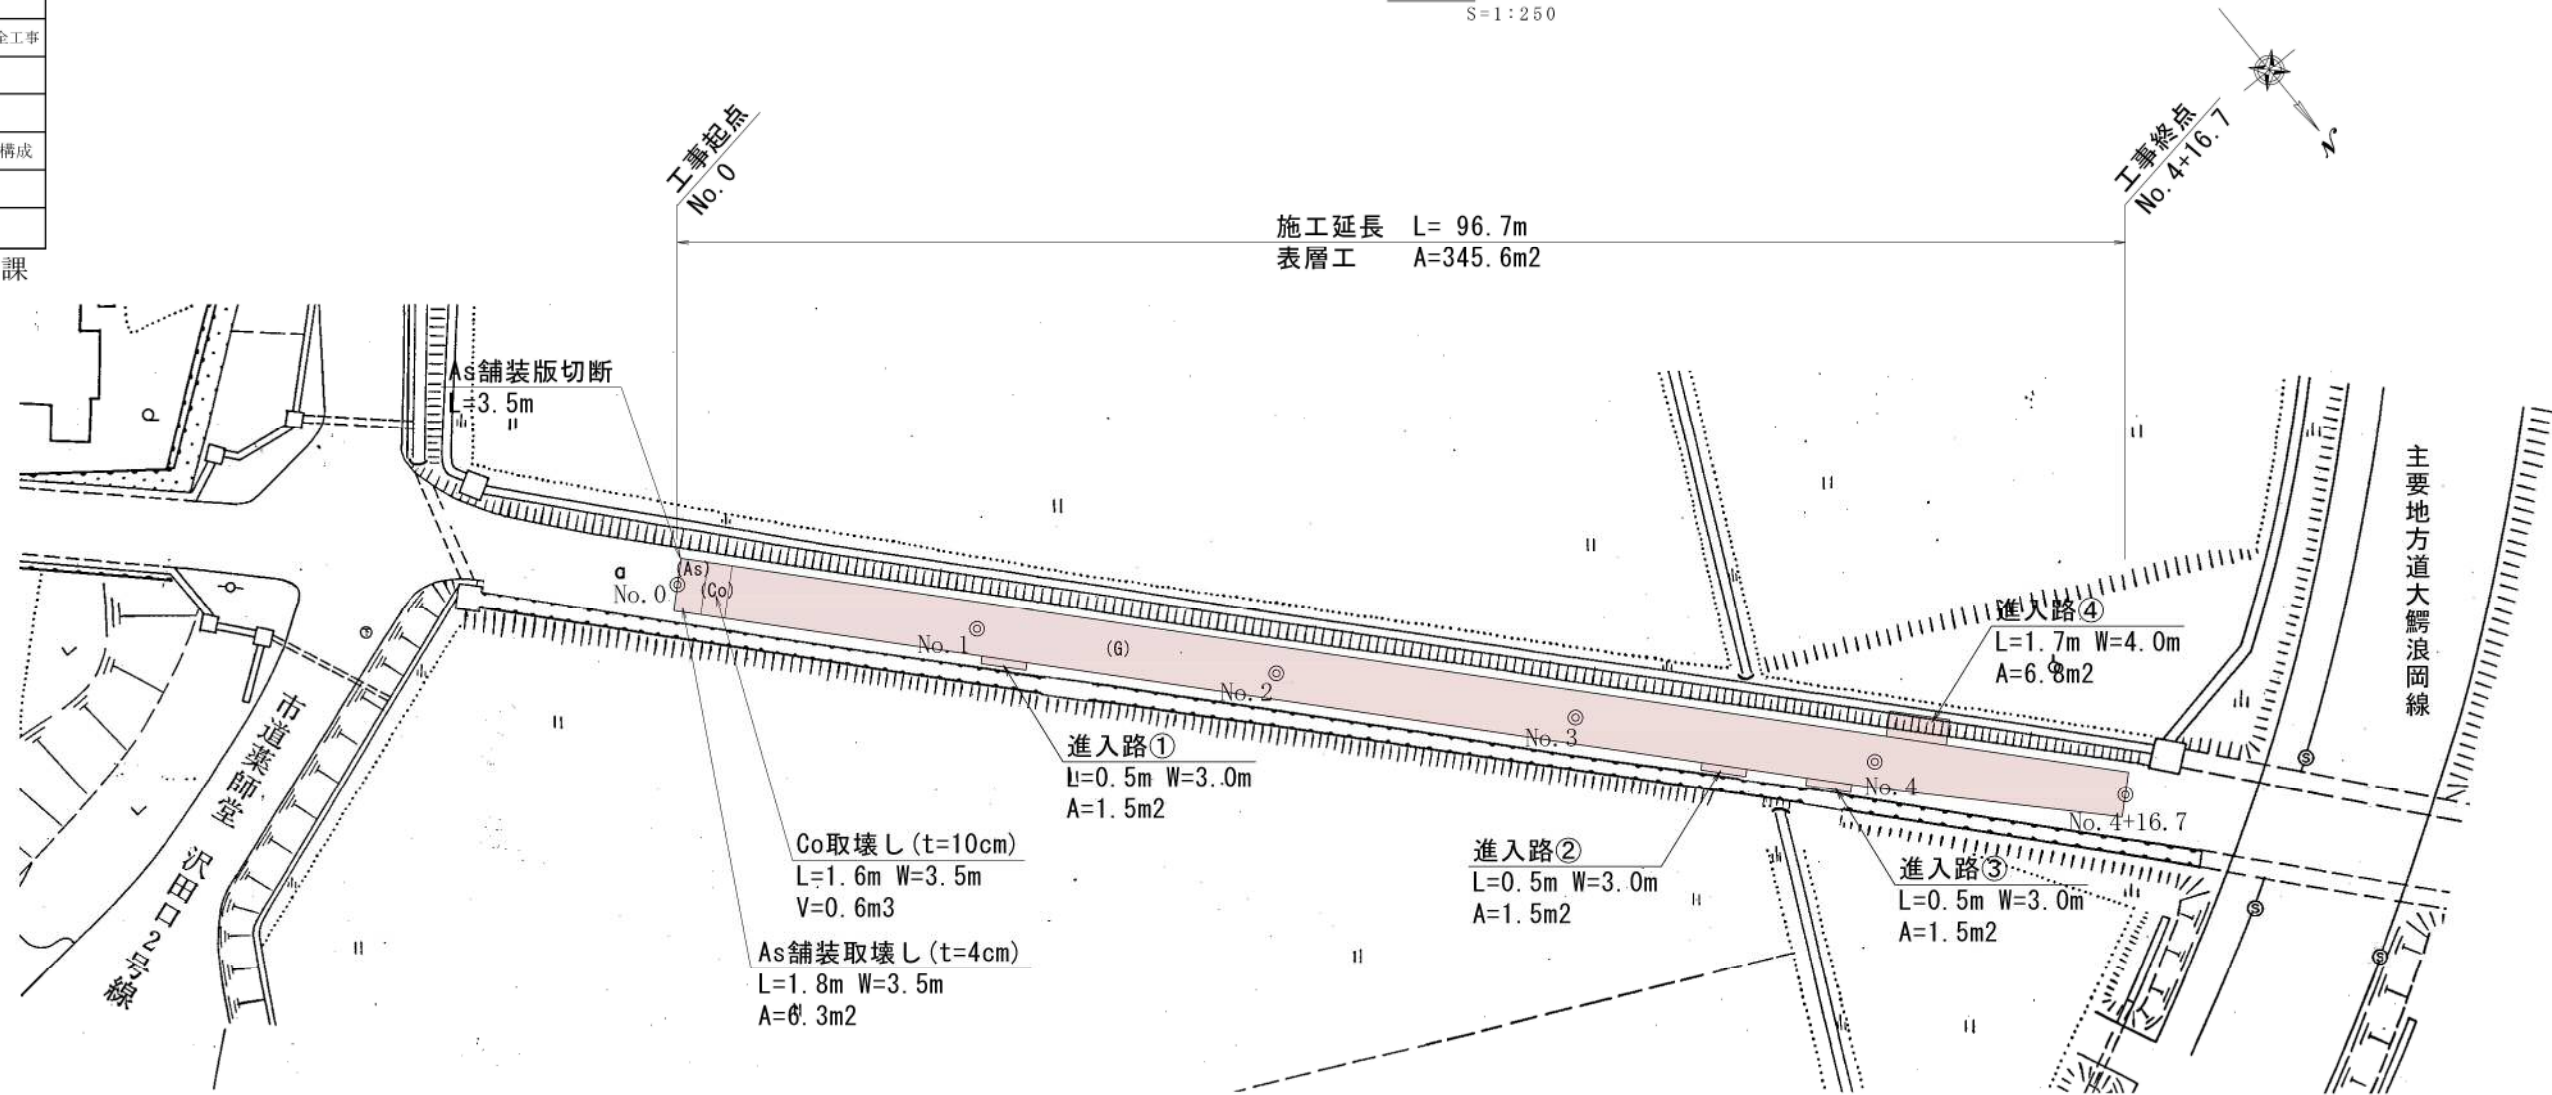 S=1:250
全工事
構成
課
工事起点
No.0
工事終点
No.4+16.7
N
施工延長 L= 96.7m
表層工 A=345.6m2
As舗装版切断
L=3.5m
a
No.0
(As)
(Co)
No.1
(G)
No.2
No.3
No.4
No.4+16.7
進入路①
L=0.5m W=3.0m
A=1.5m2
進入路②
L=0.5m W=3.0m
A=1.5m2
進入路③
L=0.5m W=3.0m
A=1.5m2
進入路④
L=1.7m W=4.0m
A=6.8m2
Co取壊し(t=10cm)
L=1.6m W=3.5m
V=0.6m3
As舗装取壊し(t=4cm)
L=1.8m W=3.5m
A=6.3m2
市道薬師堂 沢田口2号線
主要地方道大鰐浪岡線